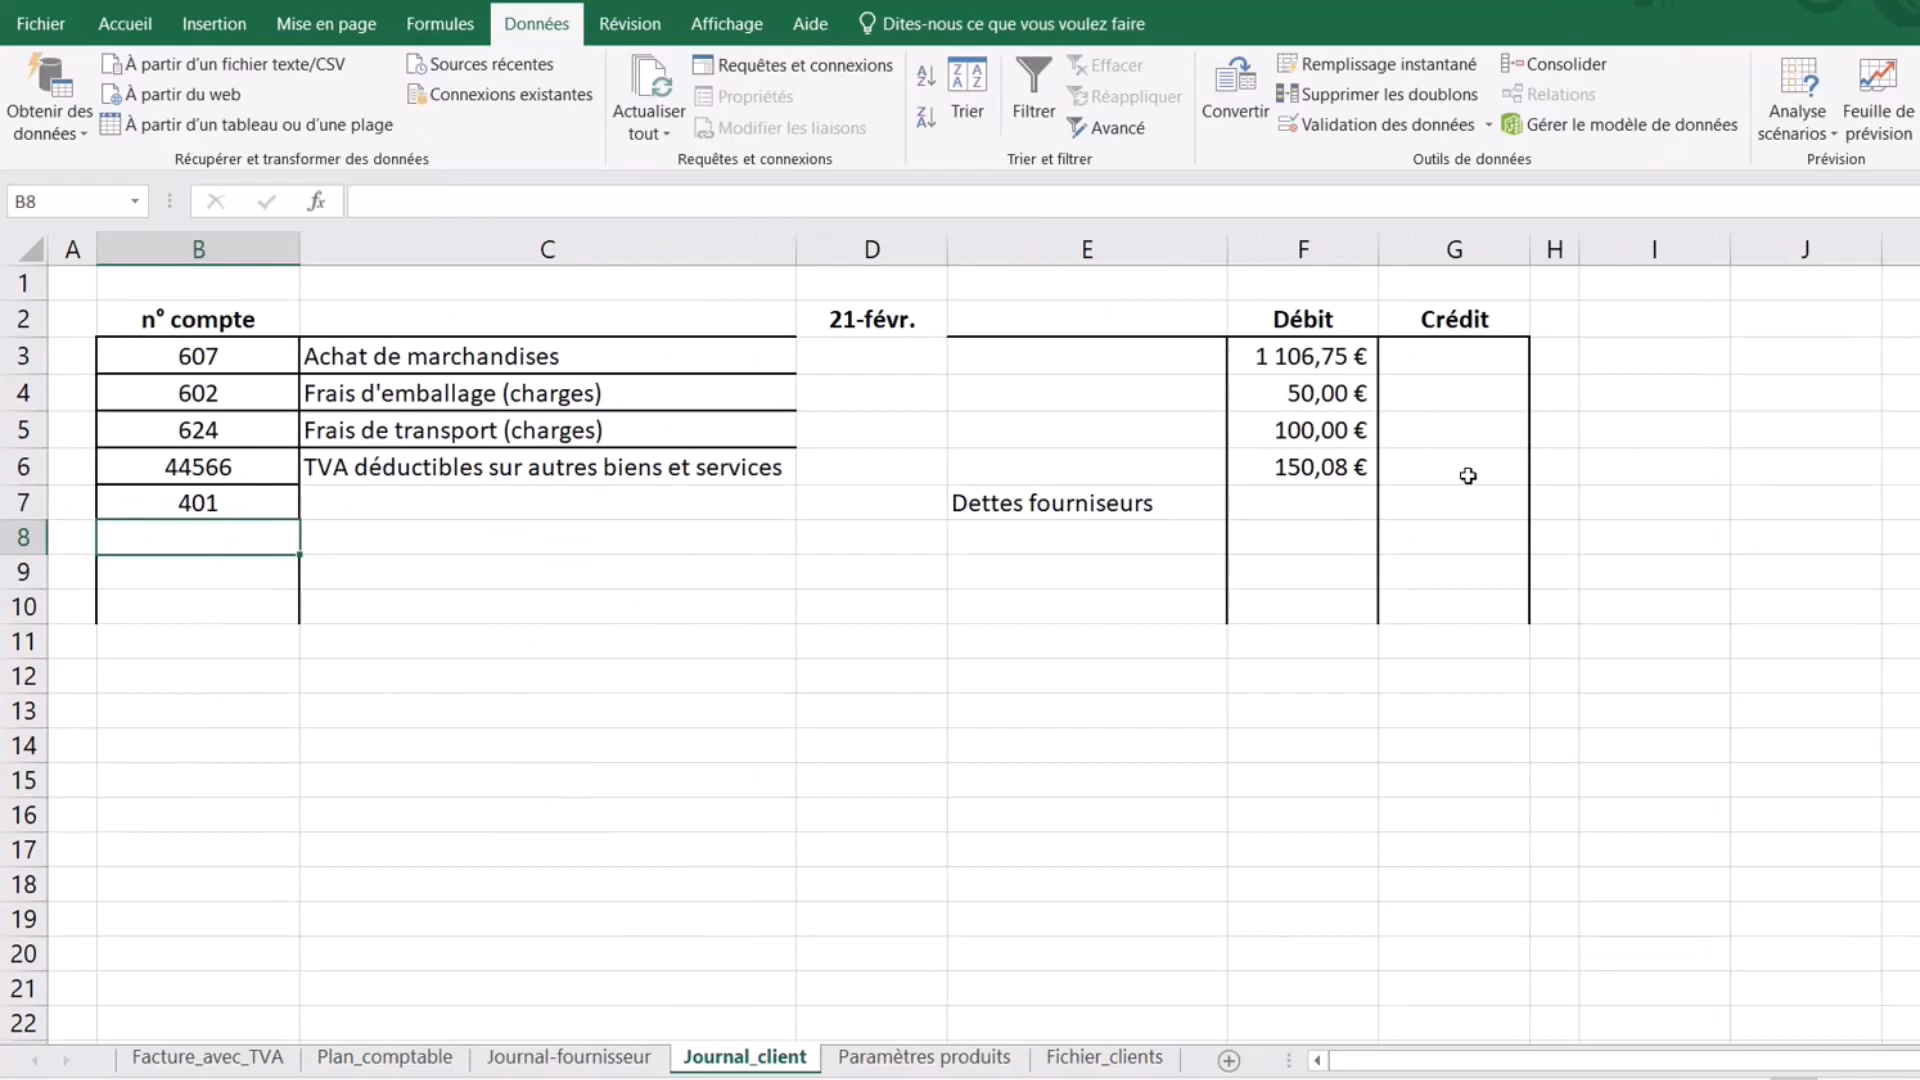 Fichier Accueil Insertion Mise en page Formules Données Révision Affichage Aide Dites-nous ce que vous voulez faire
Obtenir des données
À partir d'un fichier texte/CSV
À partir du web
À partir d'un tableau ou d'une plage
Sources récentes
Connexions existantes
Récupérer et transformer des données
Actualiser tout
Requêtes et connexions
Propriétés
Modifier les liaisons
Requêtes et connexions
Trier
Filtrer
Effacer
Réappliquer
Avancé
Trier et filtrer
Convertir
Remplissage instantané
Supprimer les doublons
Validation des données
Consolider
Relations
Gérer le modèle de données
Outils de données
Analyse scénarios
Feuille de prévision
Prévision
B8 fx
A B C D E F G H I J
1
2 n° compte 21-févr. Débit Crédit
3 607 Achat de marchandises 1 106,75 €
4 602 Frais d'emballage (charges) 50,00 €
5 624 Frais de transport (charges) 100,00 €
6 44566 TVA déductibles sur autres biens et services 150,08 €
7 401 Dettes fourniseurs
8
9
10
11
12
13
14
15
16
17
18
19
20
21
22
Facture_avec_TVA Plan_comptable Journal-fournisseur Journal_client Paramètres produits Fichier_clients